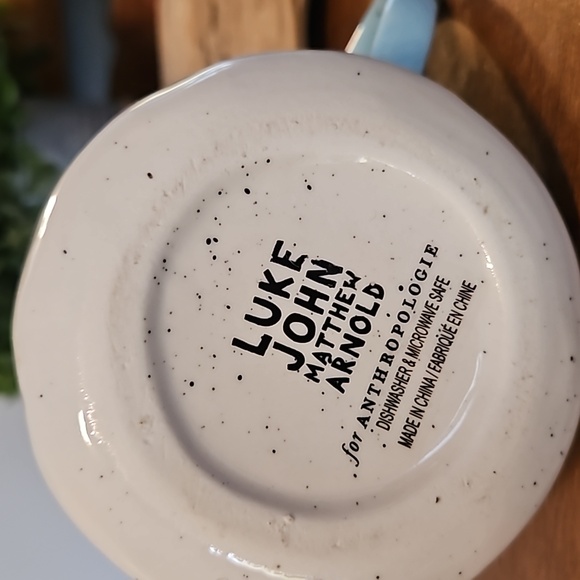 LUKE
JOHN
MATTHEW
ARNOLD
for ANTHROPOLOGIE
DISHWASHER & MICROWAVE SAFE
MADE IN CHINA / FABRIQUÉ EN CHINE